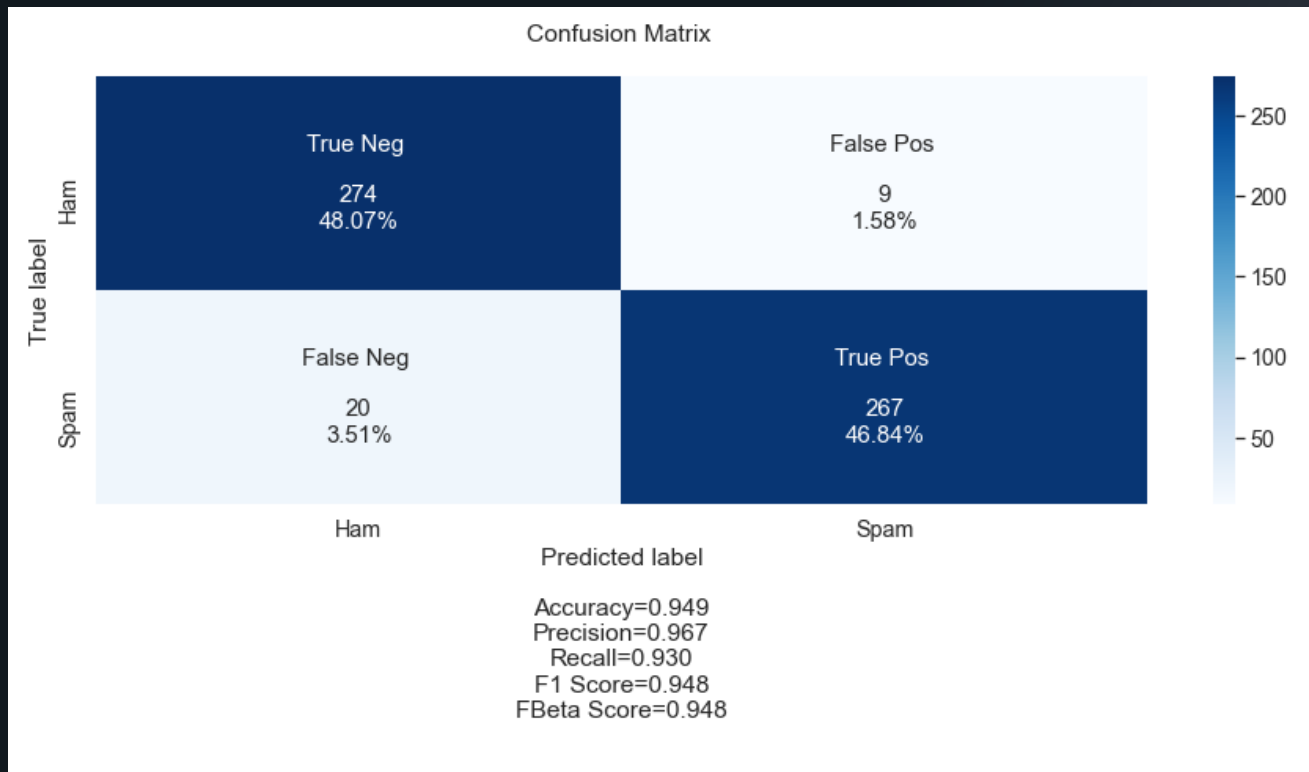 Confusion Matrix
True Neg
274
48.07%
False Pos
9
1.58%
False Neg
20
3.51%
True Pos
267
46.84%
True label
Ham
Spam
Ham
Spam
Predicted label
Accuracy=0.949
Precision=0.967
Recall=0.930
F1 Score=0.948
FBeta Score=0.948
250
200
150
100
50